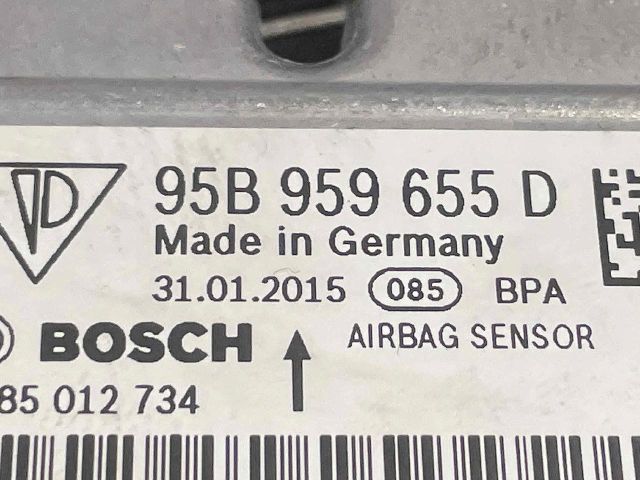 95B 959 655 D
Made in Germany
31.01.2015 085 BPA
BOSCH AIRBAG SENSOR
85 012 734